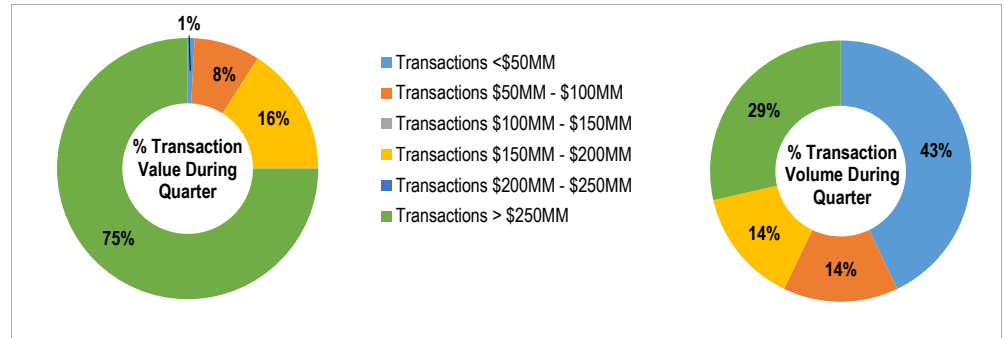 1%
8%
16%
75%
% Transaction
Value During
Quarter
Transactions <$50MM
Transactions $50MM - $100MM
Transactions $100MM - $150MM
Transactions $150MM - $200MM
Transactions $200MM - $250MM
Transactions > $250MM
29%
43%
14%
14%
% Transaction
Volume During
Quarter